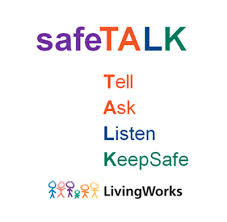 safeTALK
Tell
Ask
Listen
KeepSafe
LivingWorks